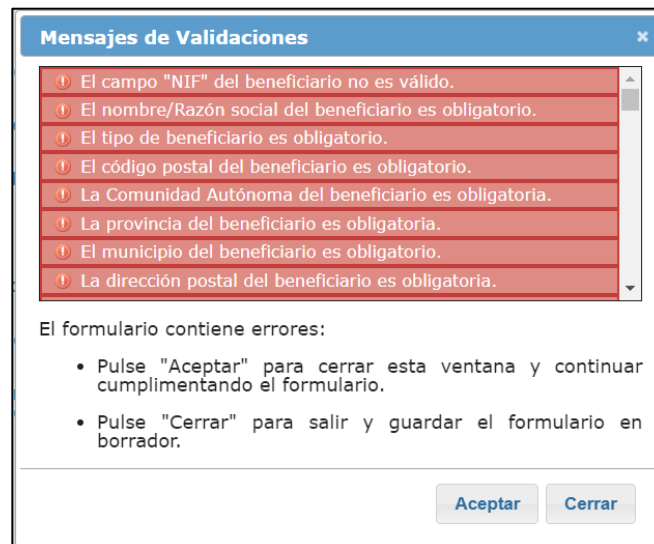 Mensajes de Validaciones
El campo "NIF" del beneficiario no es válido.
El nombre/Razón social del beneficiario es obligatorio.
El tipo de beneficiario es obligatorio.
El código postal del beneficiario es obligatorio.
La Comunidad Autónoma del beneficiario es obligatoria.
La provincia del beneficiario es obligatoria.
El municipio del beneficiario es obligatorio.
La dirección postal del beneficiario es obligatoria.
El formulario contiene errores:
• Pulse "Aceptar" para cerrar esta ventana y continuar
cumplimentando el formulario.
• Pulse "Cerrar" para salir y guardar el formulario en
borrador.
Aceptar Cerrar